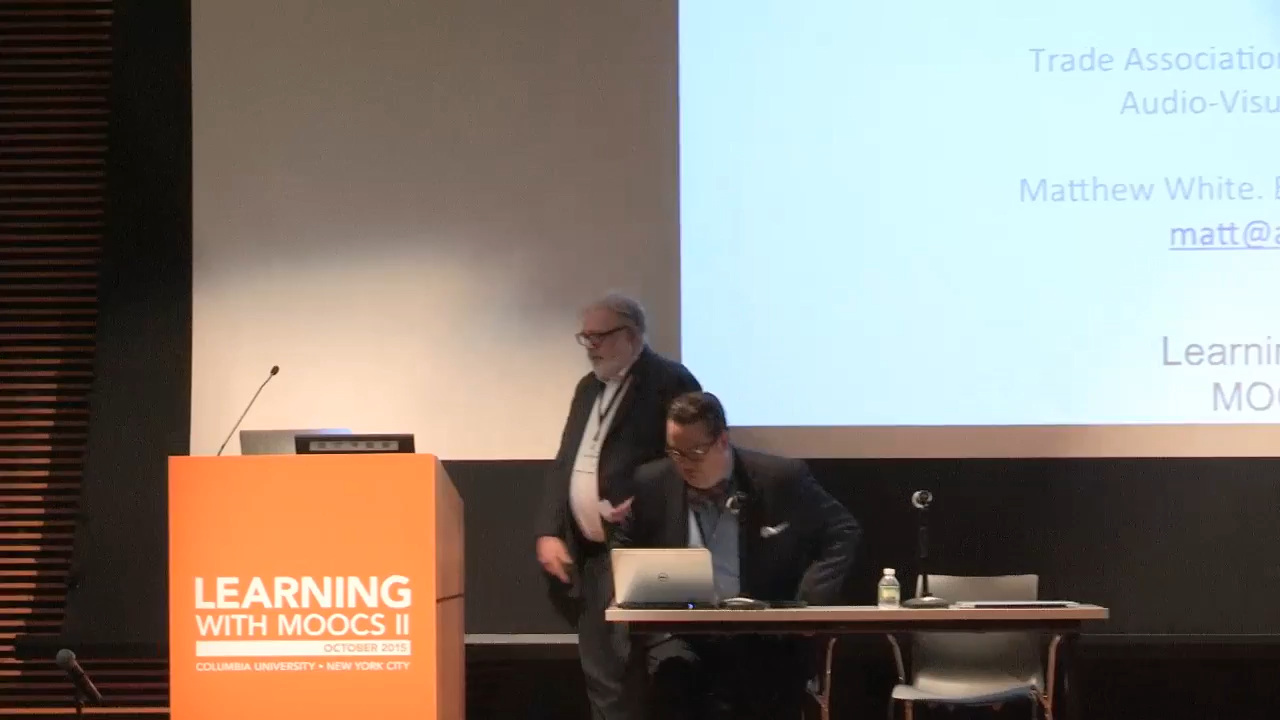 Trade Association
Audio-Visu
Matthew White.
matt@a
Learnin
MOO
LEARNING
WITH MOOCS II
OCTOBER 2015
COLUMBIA UNIVERSITY • NEW YORK CITY
DELL